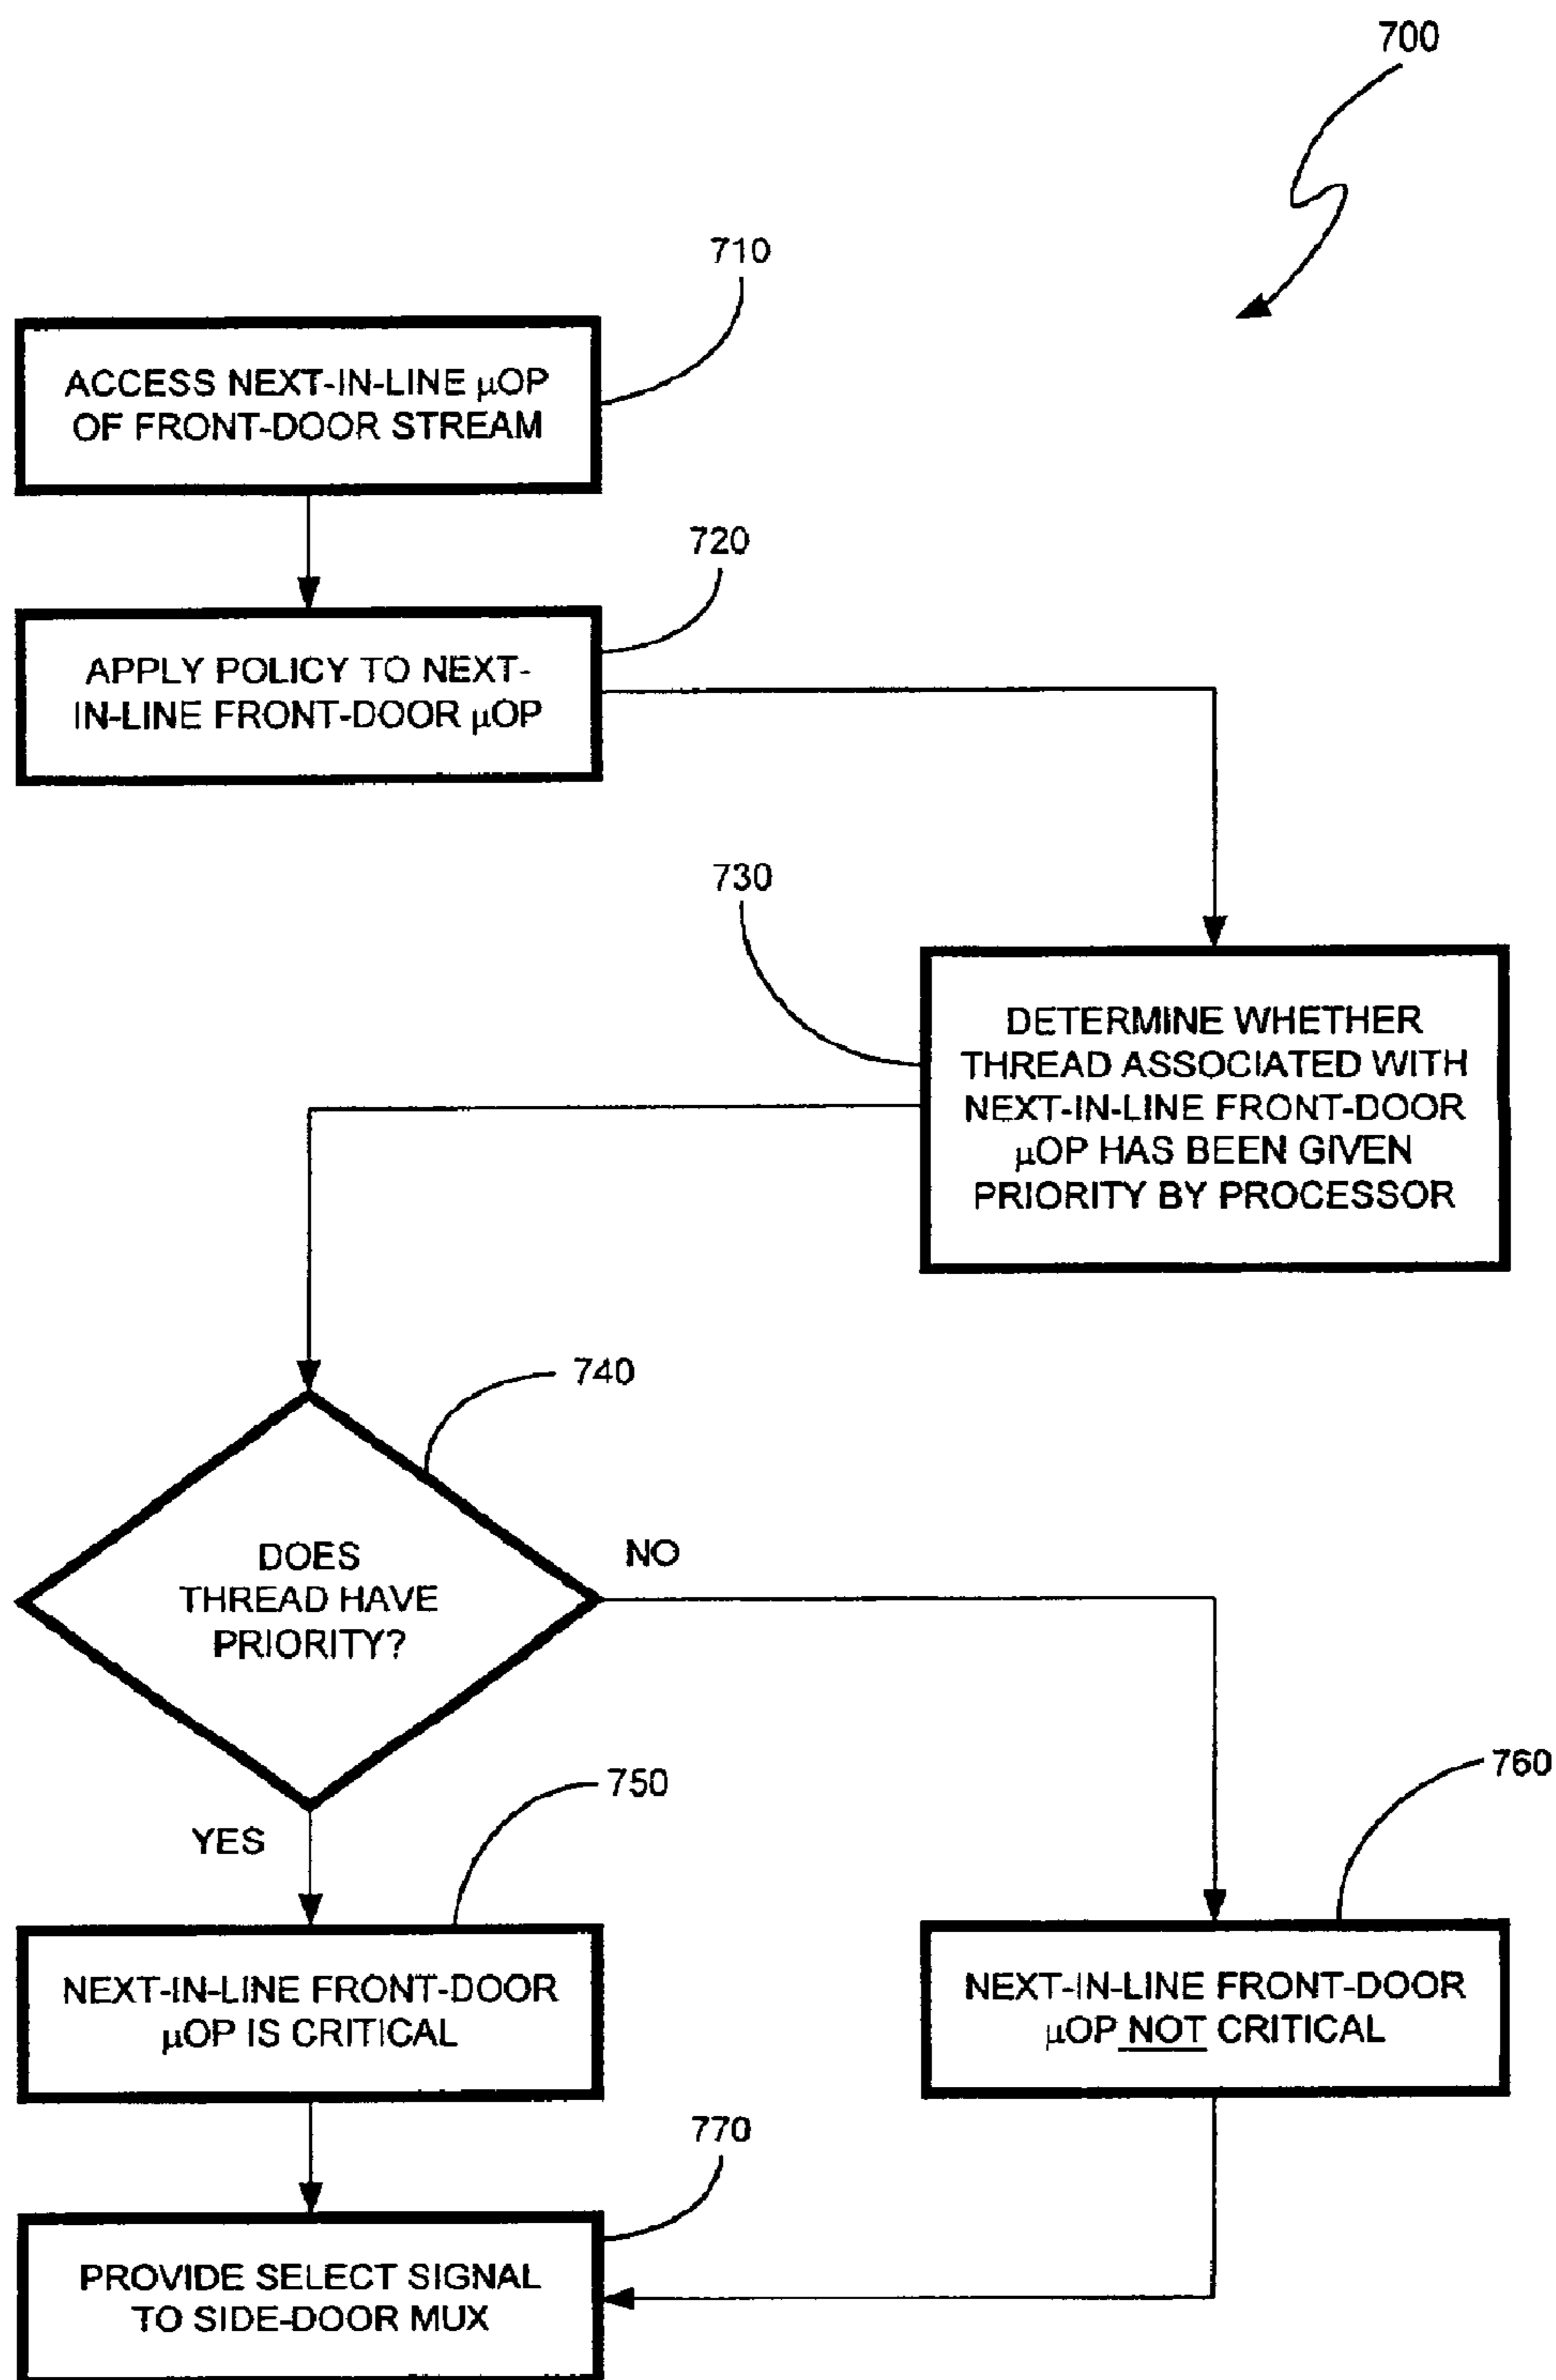 700
710
ACCESS NEXT-IN-LINE µOP
OF FRONT-DOOR STREAM
720
APPLY POLICY TO NEXT-
IN-LINE FRONT-DOOR µOP
730
DETERMINE WHETHER
THREAD ASSOCIATED WITH
NEXT-IN-LINE FRONT-DOOR
µOP HAS BEEN GIVEN
PRIORITY BY PROCESSOR
740
DOES
THREAD HAVE
PRIORITY?
NO
YES
750
NEXT-IN-LINE FRONT-DOOR
µOP IS CRITICAL
760
NEXT-IN-LINE FRONT-DOOR
µOP NOT CRITICAL
770
PROVIDE SELECT SIGNAL
TO SIDE-DOOR MUX